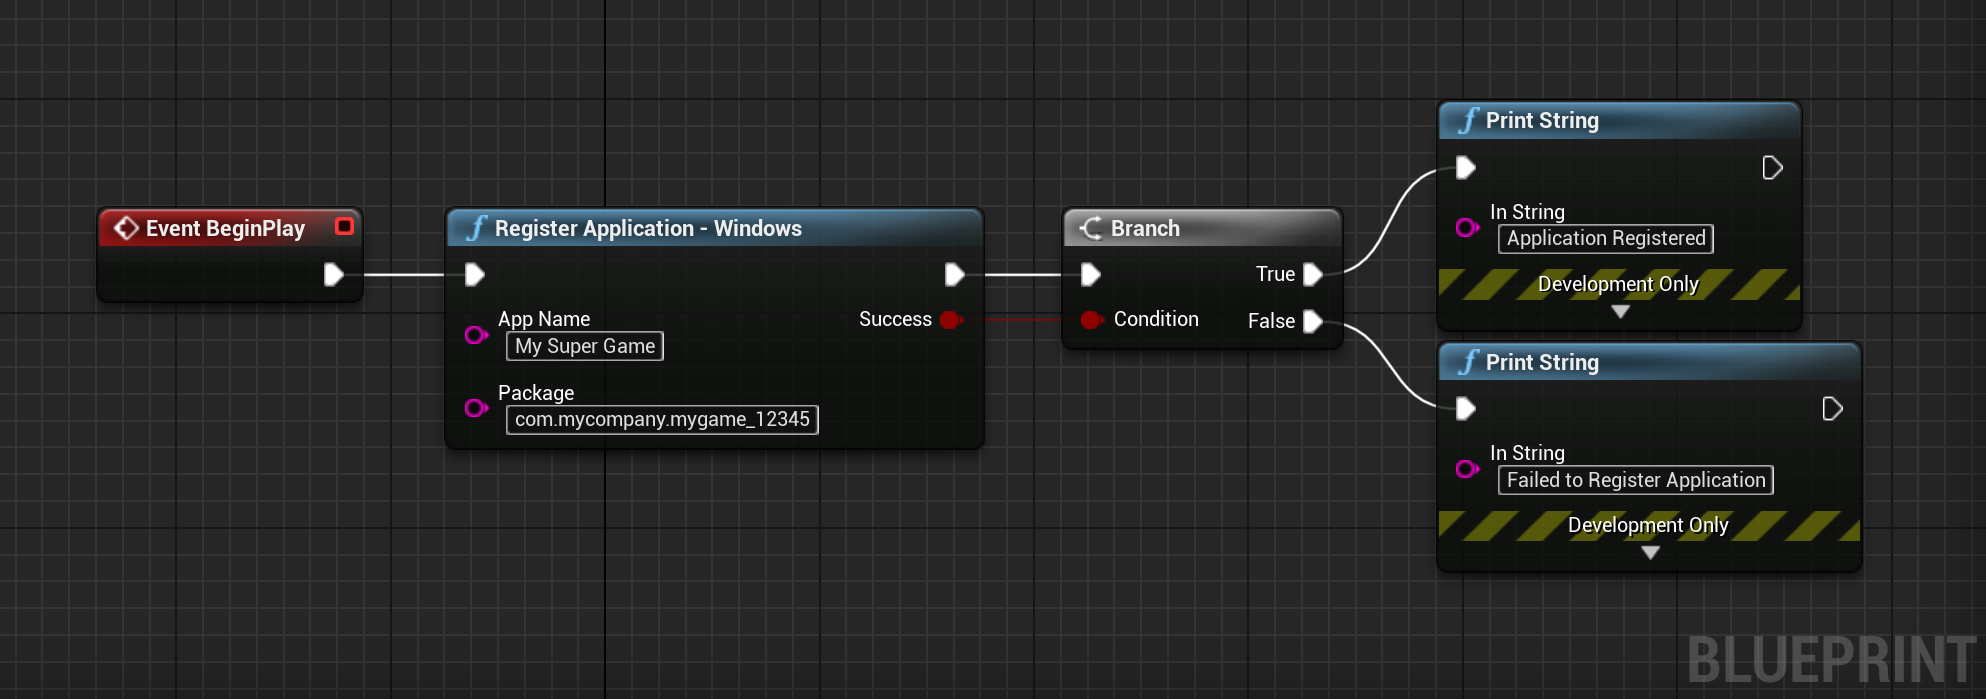 Event BeginPlay
Register Application - Windows
App Name
My Super Game
Success
Package
com.mycompany.mygame_12345
Branch
True
Condition
False
Print String
In String
Application Registered
Development Only
Print String
In String
Failed to Register Application
Development Only
BLUEPRINT